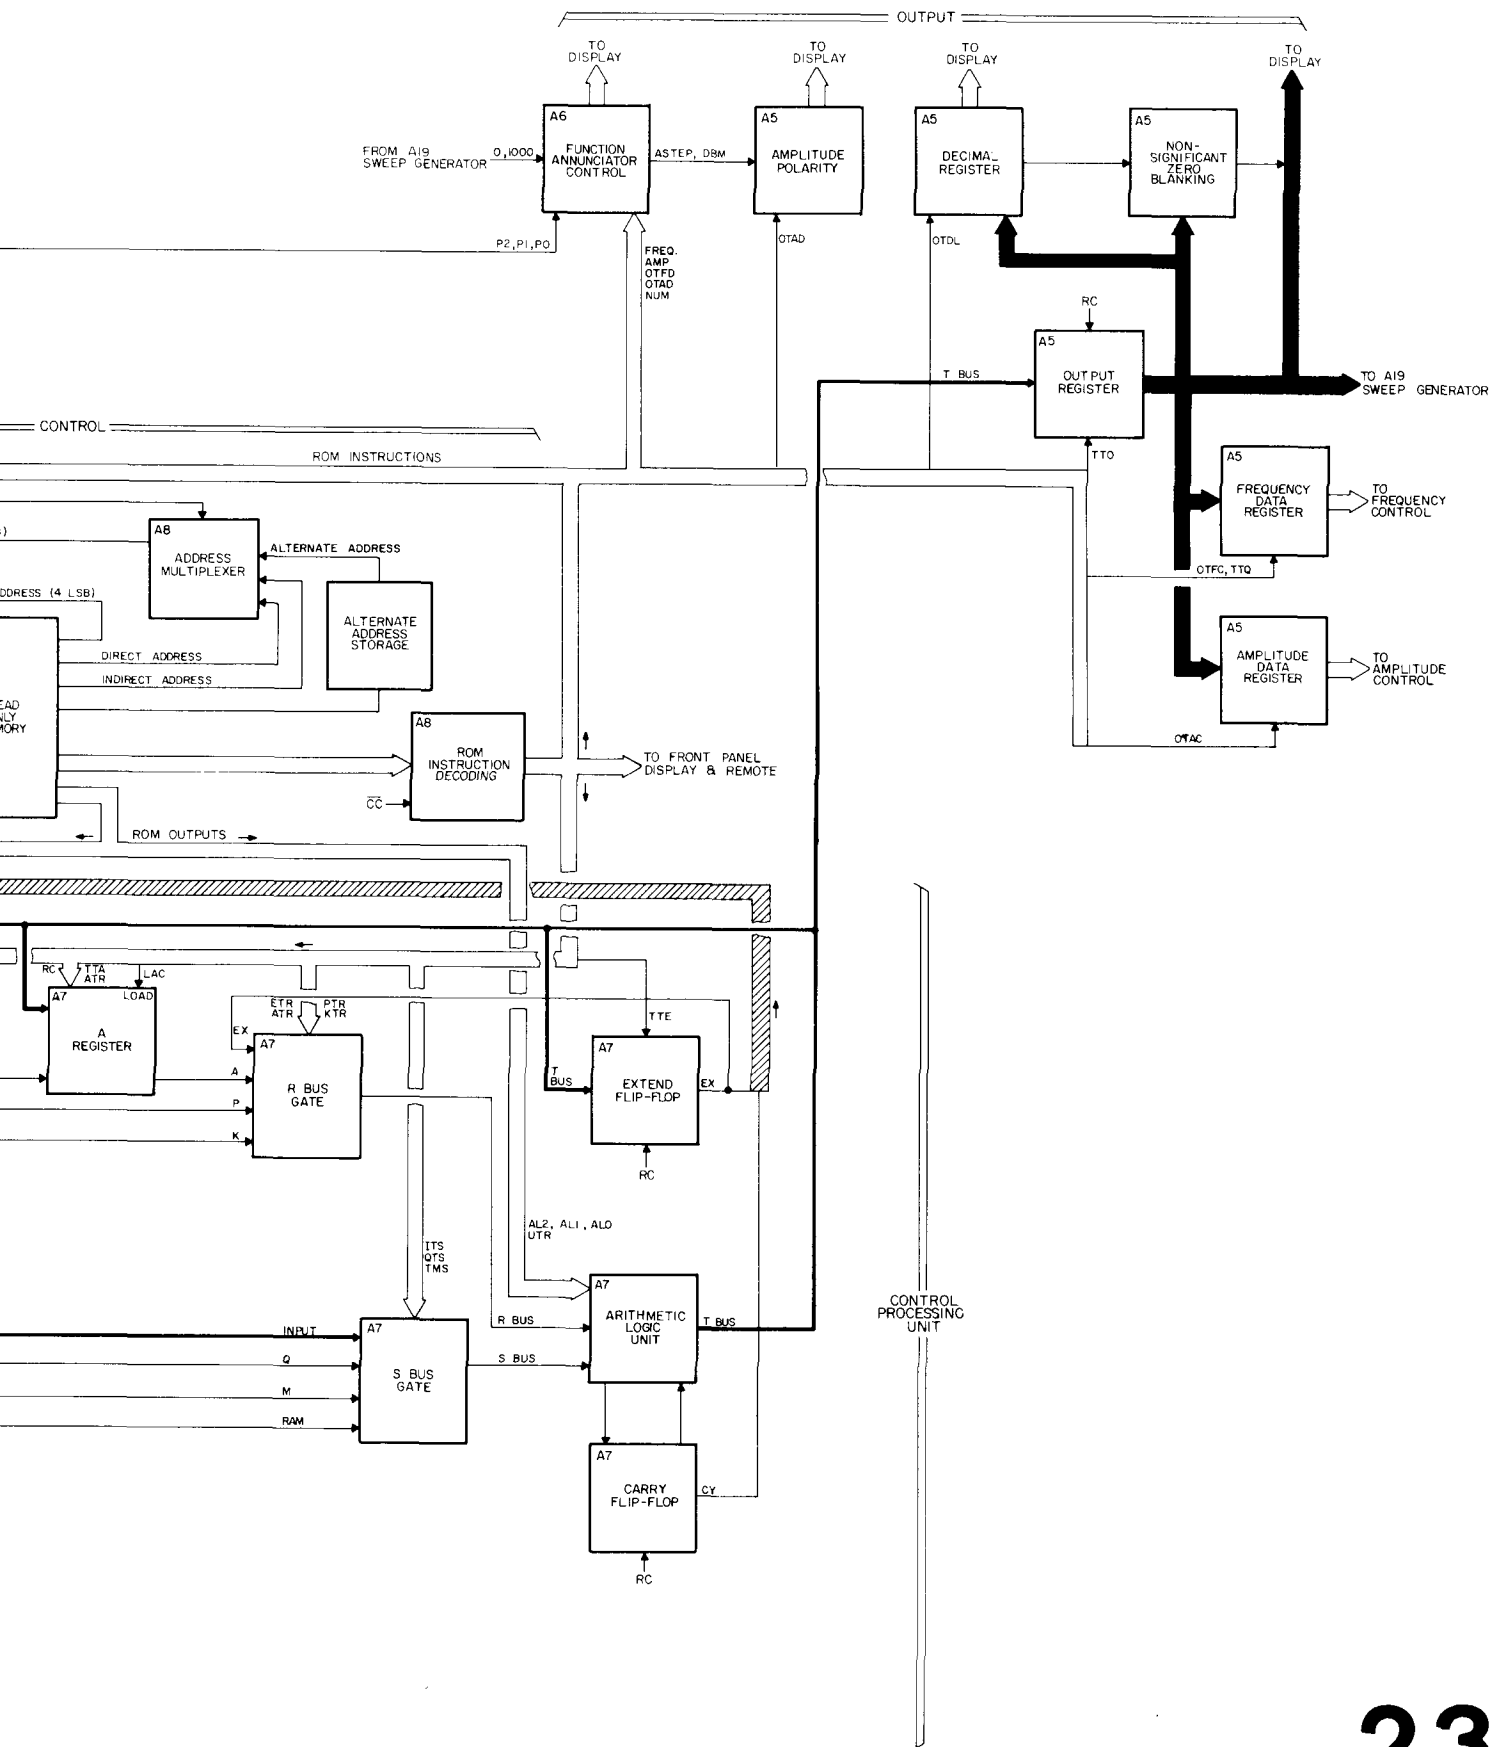 OUTPUT
TO
DISPLAY
TO
DISPLAY
TO
DISPLAY
TO
DISPLAY
A6
FUNCTION
ANNUNCIATOR
CONTROL
FROM A19
SWEEP GENERATOR
0,1000
ASTEP, DBM
A5
AMPLITUDE
POLARITY
A5
DECIMAL
REGISTER
A5
NON-
SIGNIFICANT
ZERO
BLANKING
P2,P1,P0
FREQ.
AMP
OTFD
OTAD
NUM
OTAD
OTDL
RC
A5
OUTPUT
REGISTER
T BUS
TO A19
SWEEP GENERATOR
TTO
CONTROL
ROM INSTRUCTIONS
A5
FREQUENCY
DATA
REGISTER
TO
FREQUENCY
CONTROL
OTFC, TTQ
A5
AMPLITUDE
DATA
REGISTER
TO
AMPLITUDE
CONTROL
OTAC
)
A8
ADDRESS
MULTIPLEXER
ALTERNATE ADDRESS
ALTERNATE
ADDRESS
STORAGE
DDRESS (4 LSB)
DIRECT ADDRESS
INDIRECT ADDRESS
EAD
NLY
MORY
A8
ROM
INSTRUCTION
DECODING
CC
TO FRONT PANEL
DISPLAY & REMOTE
ROM OUTPUTS
RC
TTA
ATR
LAC
A7
LOAD
A
REGISTER
ETR
ATR
PTR
KTR
EX
A7
R BUS
GATE
A
P
K
TTE
T
BUS
A7
EXTEND
FLIP-FLOP
EX
RC
AL2, AL1, AL0
UTR
ITS
QTS
TMS
A7
ARITHMETIC
LOGIC
UNIT
R BUS
S BUS
T BUS
INPUT
Q
M
RAM
A7
S BUS
GATE
A7
CARRY
FLIP-FLOP
CY
RC
CONTROL
PROCESSING
UNIT
23